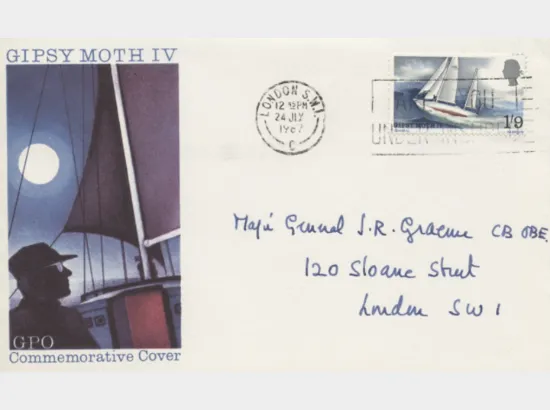 GIPSY MOTH IV
LONDON S.W.1.
12 15PM
24 JLY
1967
C
1'9
Major General I.R. Graeme CB OBE
120 Sloane Street
London SW1
GPO
Commemorative Cover